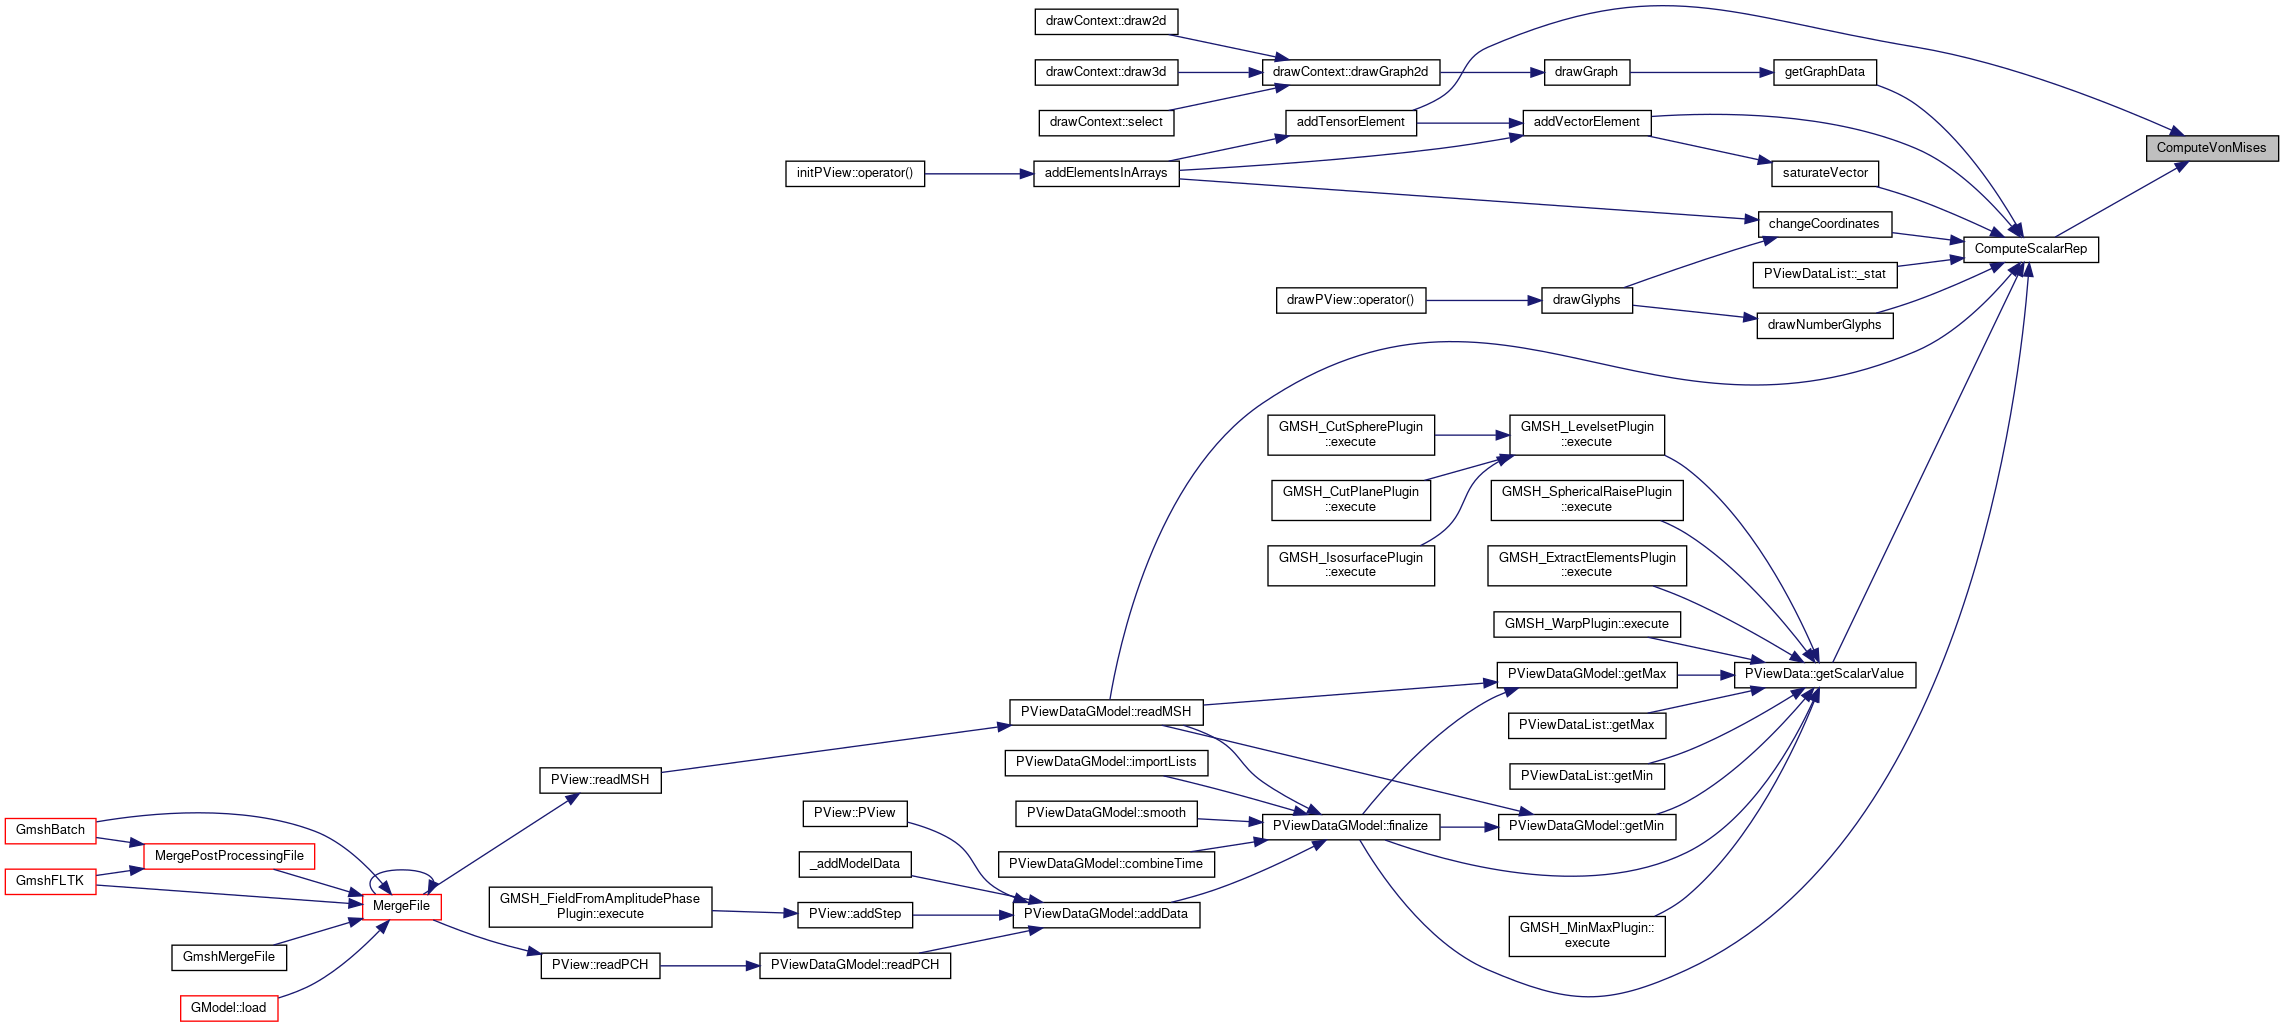 drawContext::draw2d
drawContext::draw3d
drawContext::drawGraph2d
drawGraph
getGraphData
drawContext::select
addTensorElement
addVectorElement
ComputeVonMises
initPView::operator()
addElementsInArrays
saturateVector
changeCoordinates
ComputeScalarRep
PViewDataList::_stat
drawPView::operator()
drawGlyphs
drawNumberGlyphs
GMSH_CutSpherePlugin
::execute
GMSH_LevelsetPlugin
::execute
GMSH_CutPlanePlugin
::execute
GMSH_SphericalRaisePlugin
::execute
GMSH_IsosurfacePlugin
::execute
GMSH_ExtractElementsPlugin
::execute
GMSH_WarpPlugin::execute
PViewDataGModel::getMax
PViewData::getScalarValue
PViewDataGModel::readMSH
PViewDataList::getMax
PViewDataGModel::importLists
PView::readMSH
PViewDataList::getMin
PView::PView
PViewDataGModel::smooth
PViewDataGModel::finalize
PViewDataGModel::getMin
GmshBatch
MergePostProcessingFile
_addModelData
PViewDataGModel::combineTime
GmshFLTK
MergeFile
GMSH_FieldFromAmplitudePhase
Plugin::execute
PView::addStep
PViewDataGModel::addData
GMSH_MinMaxPlugin::
execute
GmshMergeFile
PView::readPCH
PViewDataGModel::readPCH
GModel::load